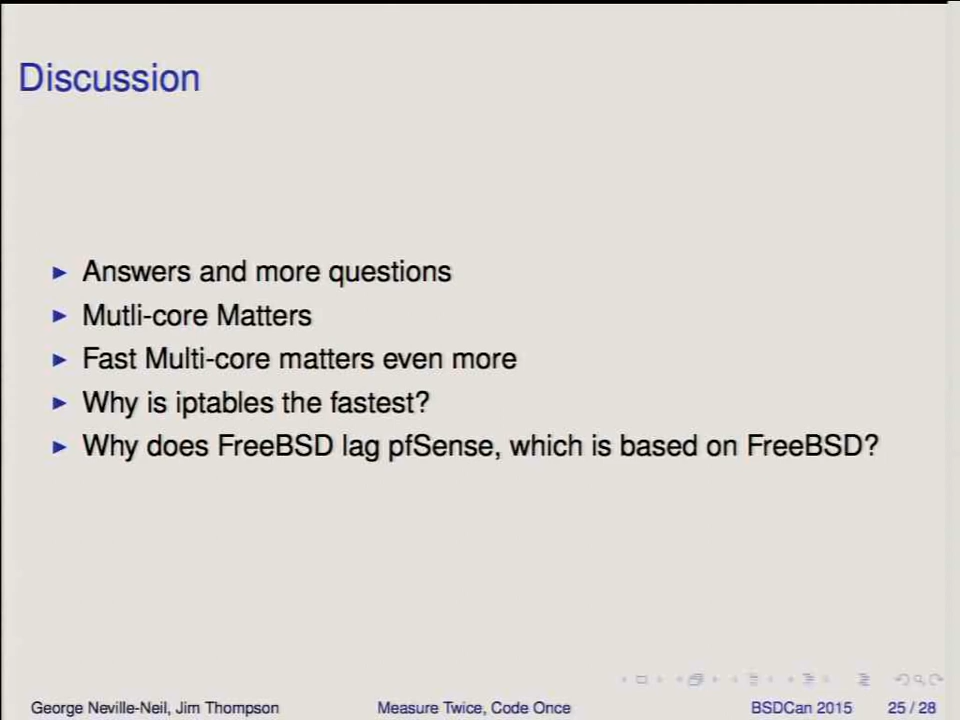 Discussion
Answers and more questions
Mutli-core Matters
Fast Multi-core matters even more
Why is iptables the fastest?
Why does FreeBSD lag pfSense, which is based on FreeBSD?
George Neville-Neil, Jim Thompson Measure Twice, Code Once BSDCan 2015 25 / 28